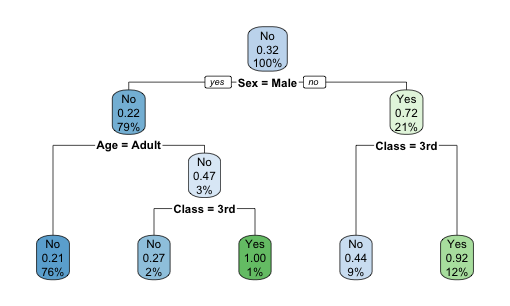 No
0.32
100%
yes Sex = Male no
No
0.22
79%
Yes
0.72
21%
Age = Adult
Class = 3rd
No
0.47
3%
Class = 3rd
No
0.21
76%
No
0.27
2%
Yes
1.00
1%
No
0.44
9%
Yes
0.92
12%